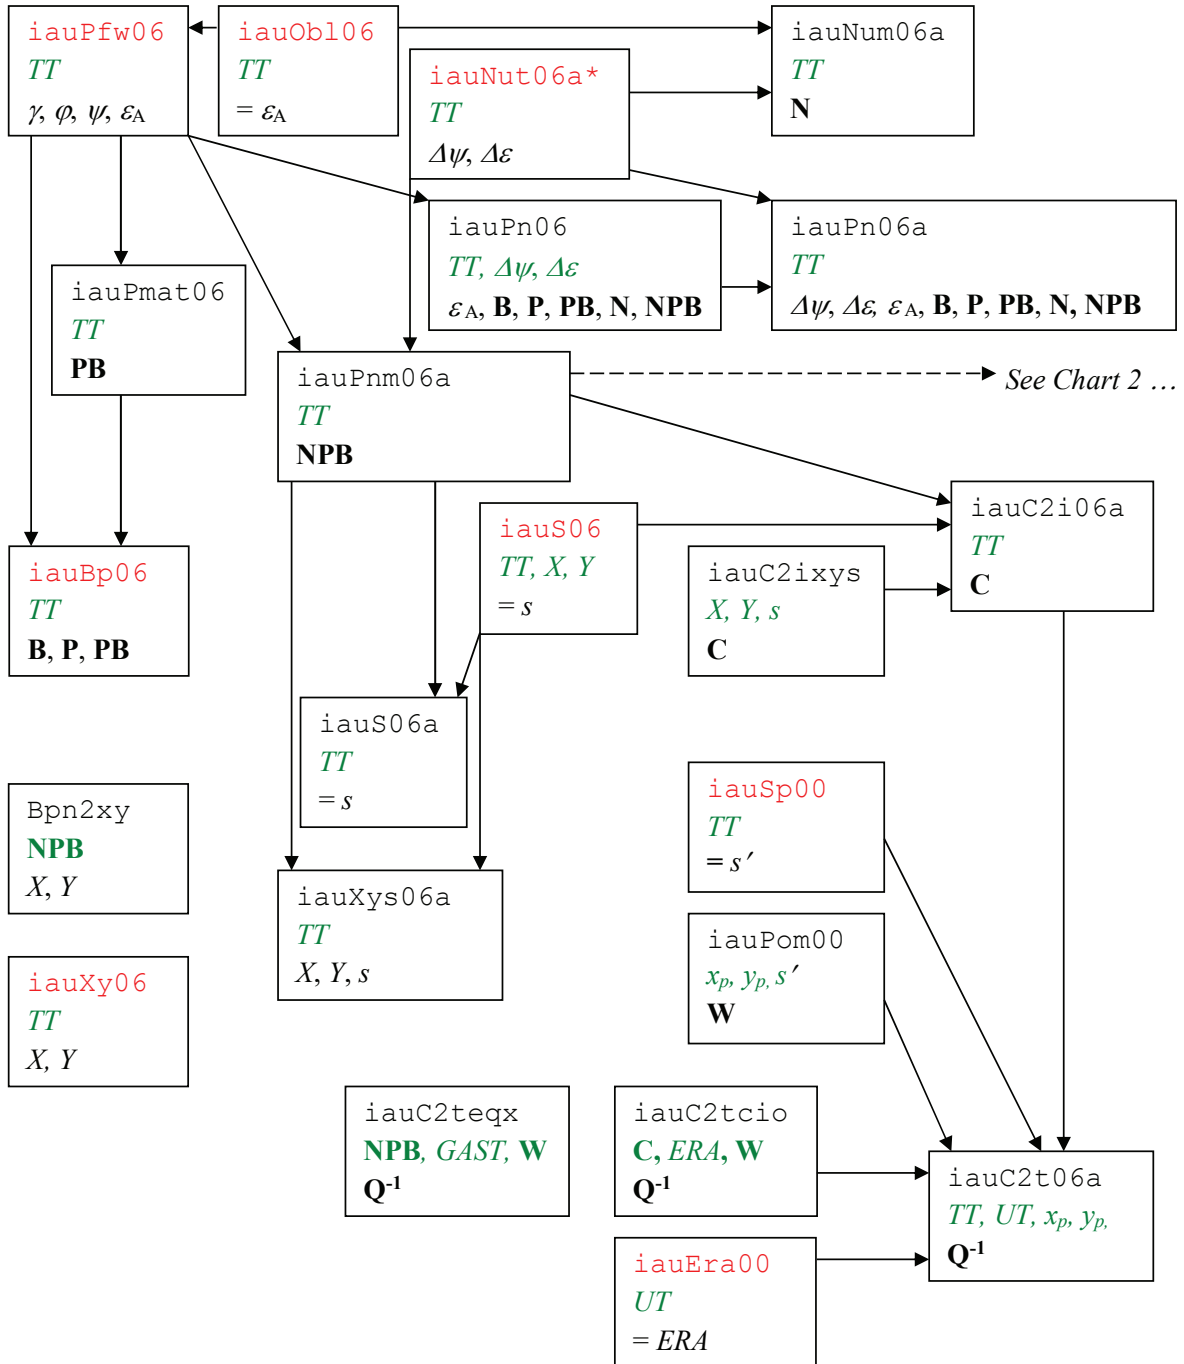 iauPfw06
TT
γ, φ, ψ, εA
iauObl06
TT
= εA
iauNut06a*
TT
Δψ, Δε
iauNum06a
TT
N
iauPn06
TT, Δψ, Δε
εA, B, P, PB, N, NPB
iauPn06a
TT
Δψ, Δε, εA, B, P, PB, N, NPB
iauPmat06
TT
PB
iauPnm06a
TT
NPB
See Chart 2 …
iauS06
TT, X, Y
= s
iauC2i06a
TT
C
iauBp06
TT
B, P, PB
iauC2ixys
X, Y, s
C
iauS06a
TT
= s
Bpn2xy
NPB
X, Y
iauSp00
TT
= s′
iauXys06a
TT
X, Y, s
iauPom00
xp, yp, s′
W
iauXy06
TT
X, Y
iauC2teqx
NPB, GAST, W
Q-1
iauC2tcio
C, ERA, W
Q-1
iauC2t06a
TT, UT, xp, yp,
Q-1
iauEra00
UT
= ERA